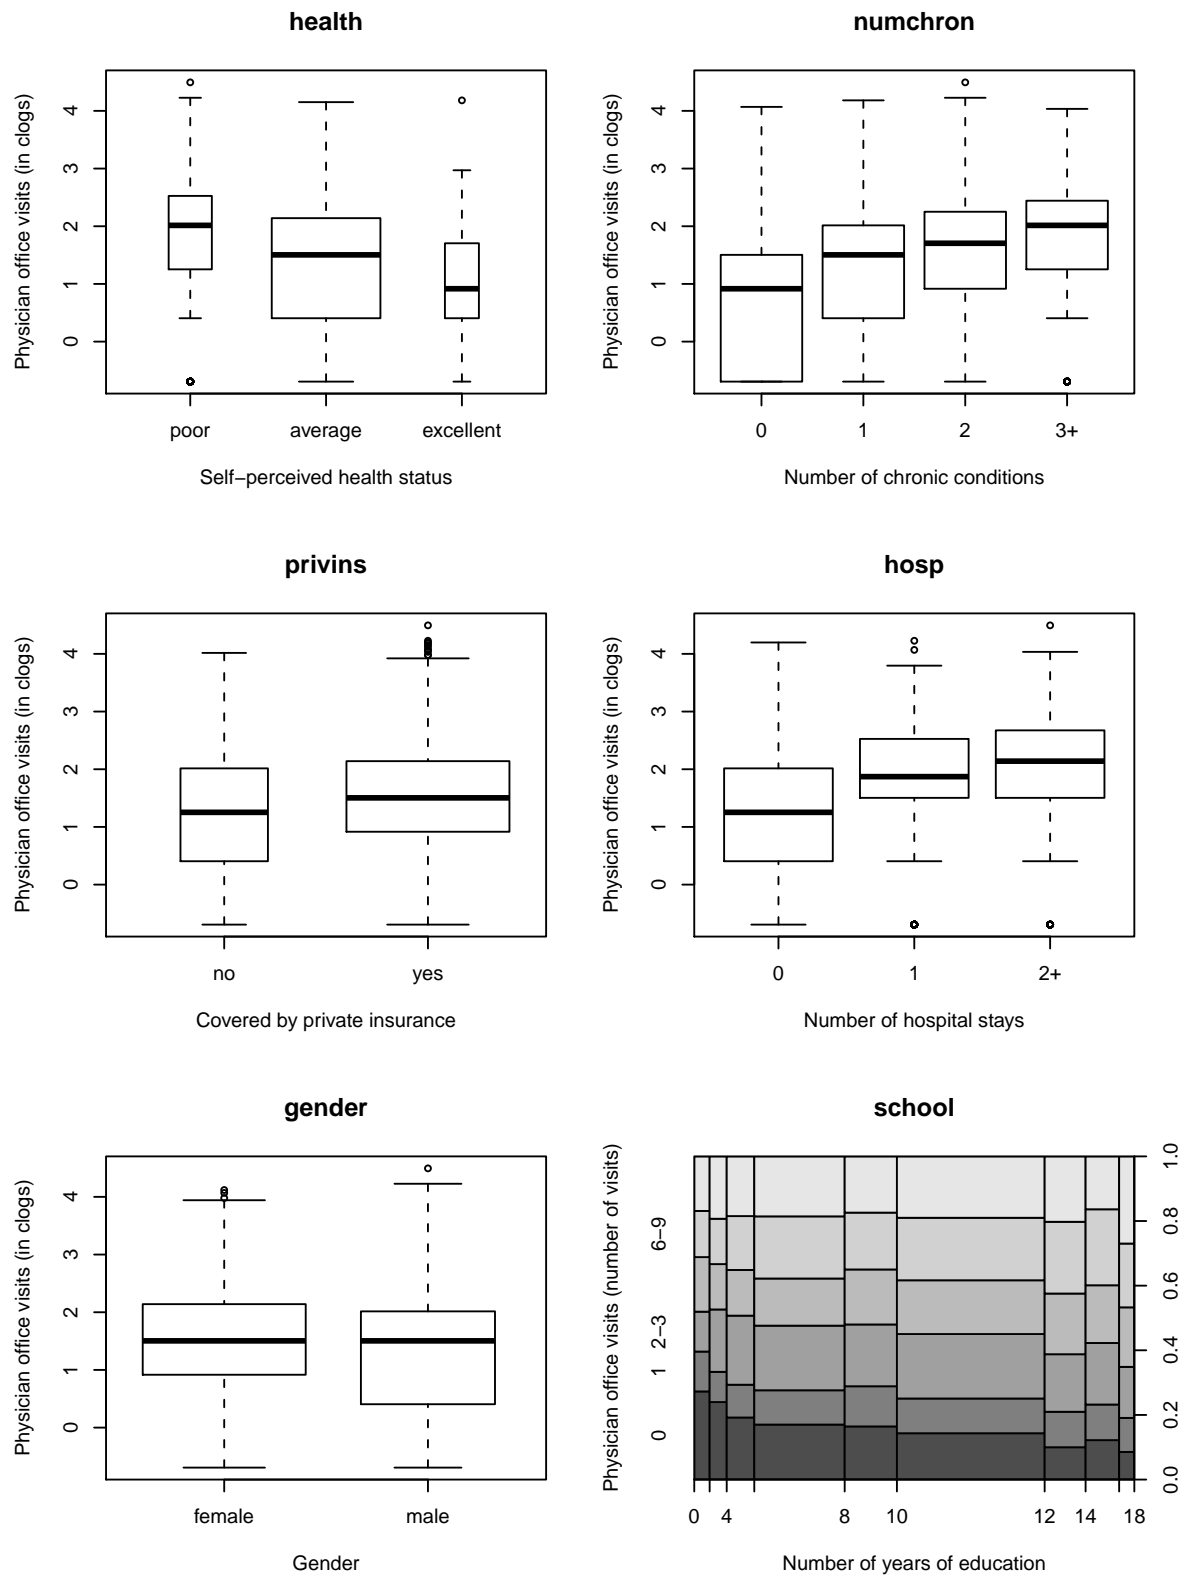 health
Physician office visits (in clogs)
4
3
2
1
0
poor average excellent
Self−perceived health status
numchron
Physician office visits (in clogs)
4
3
2
1
0
0 1 2 3+
Number of chronic conditions
privins
Physician office visits (in clogs)
4
3
2
1
0
no yes
Covered by private insurance
hosp
Physician office visits (in clogs)
4
3
2
1
0
0 1 2+
Number of hospital stays
gender
Physician office visits (in clogs)
4
3
2
1
0
female male
Gender
school
Physician office visits (number of visits)
6−9
2−3
1
0
1.0
0.8
0.6
0.4
0.2
0.0
0 4 8 10 12 14 18
Number of years of education